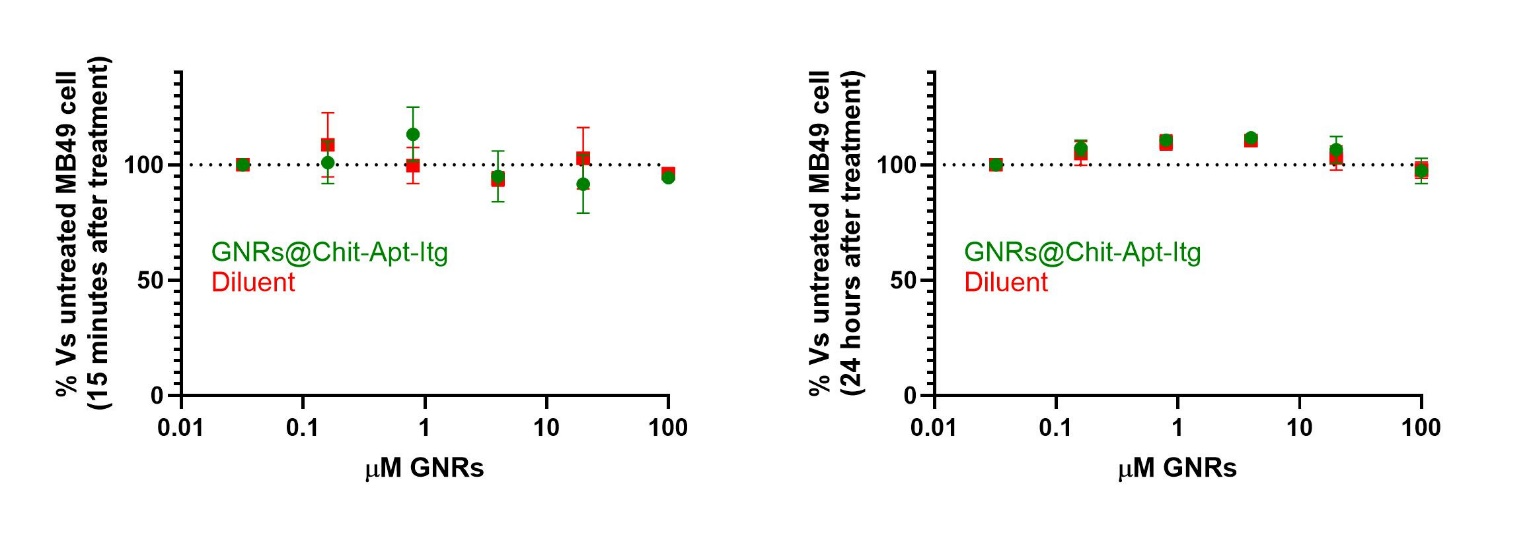 % Vs untreated MB49 cell
(15 minutes after treatment)
100
50
0
GNRs@Chit-Apt-Itg
Diluent
0.01 0.1 1 10 100
μM GNRs
% Vs untreated MB49 cell
(24 hours after treatment)
100
50
0
GNRs@Chit-Apt-Itg
Diluent
0.01 0.1 1 10 100
μM GNRs